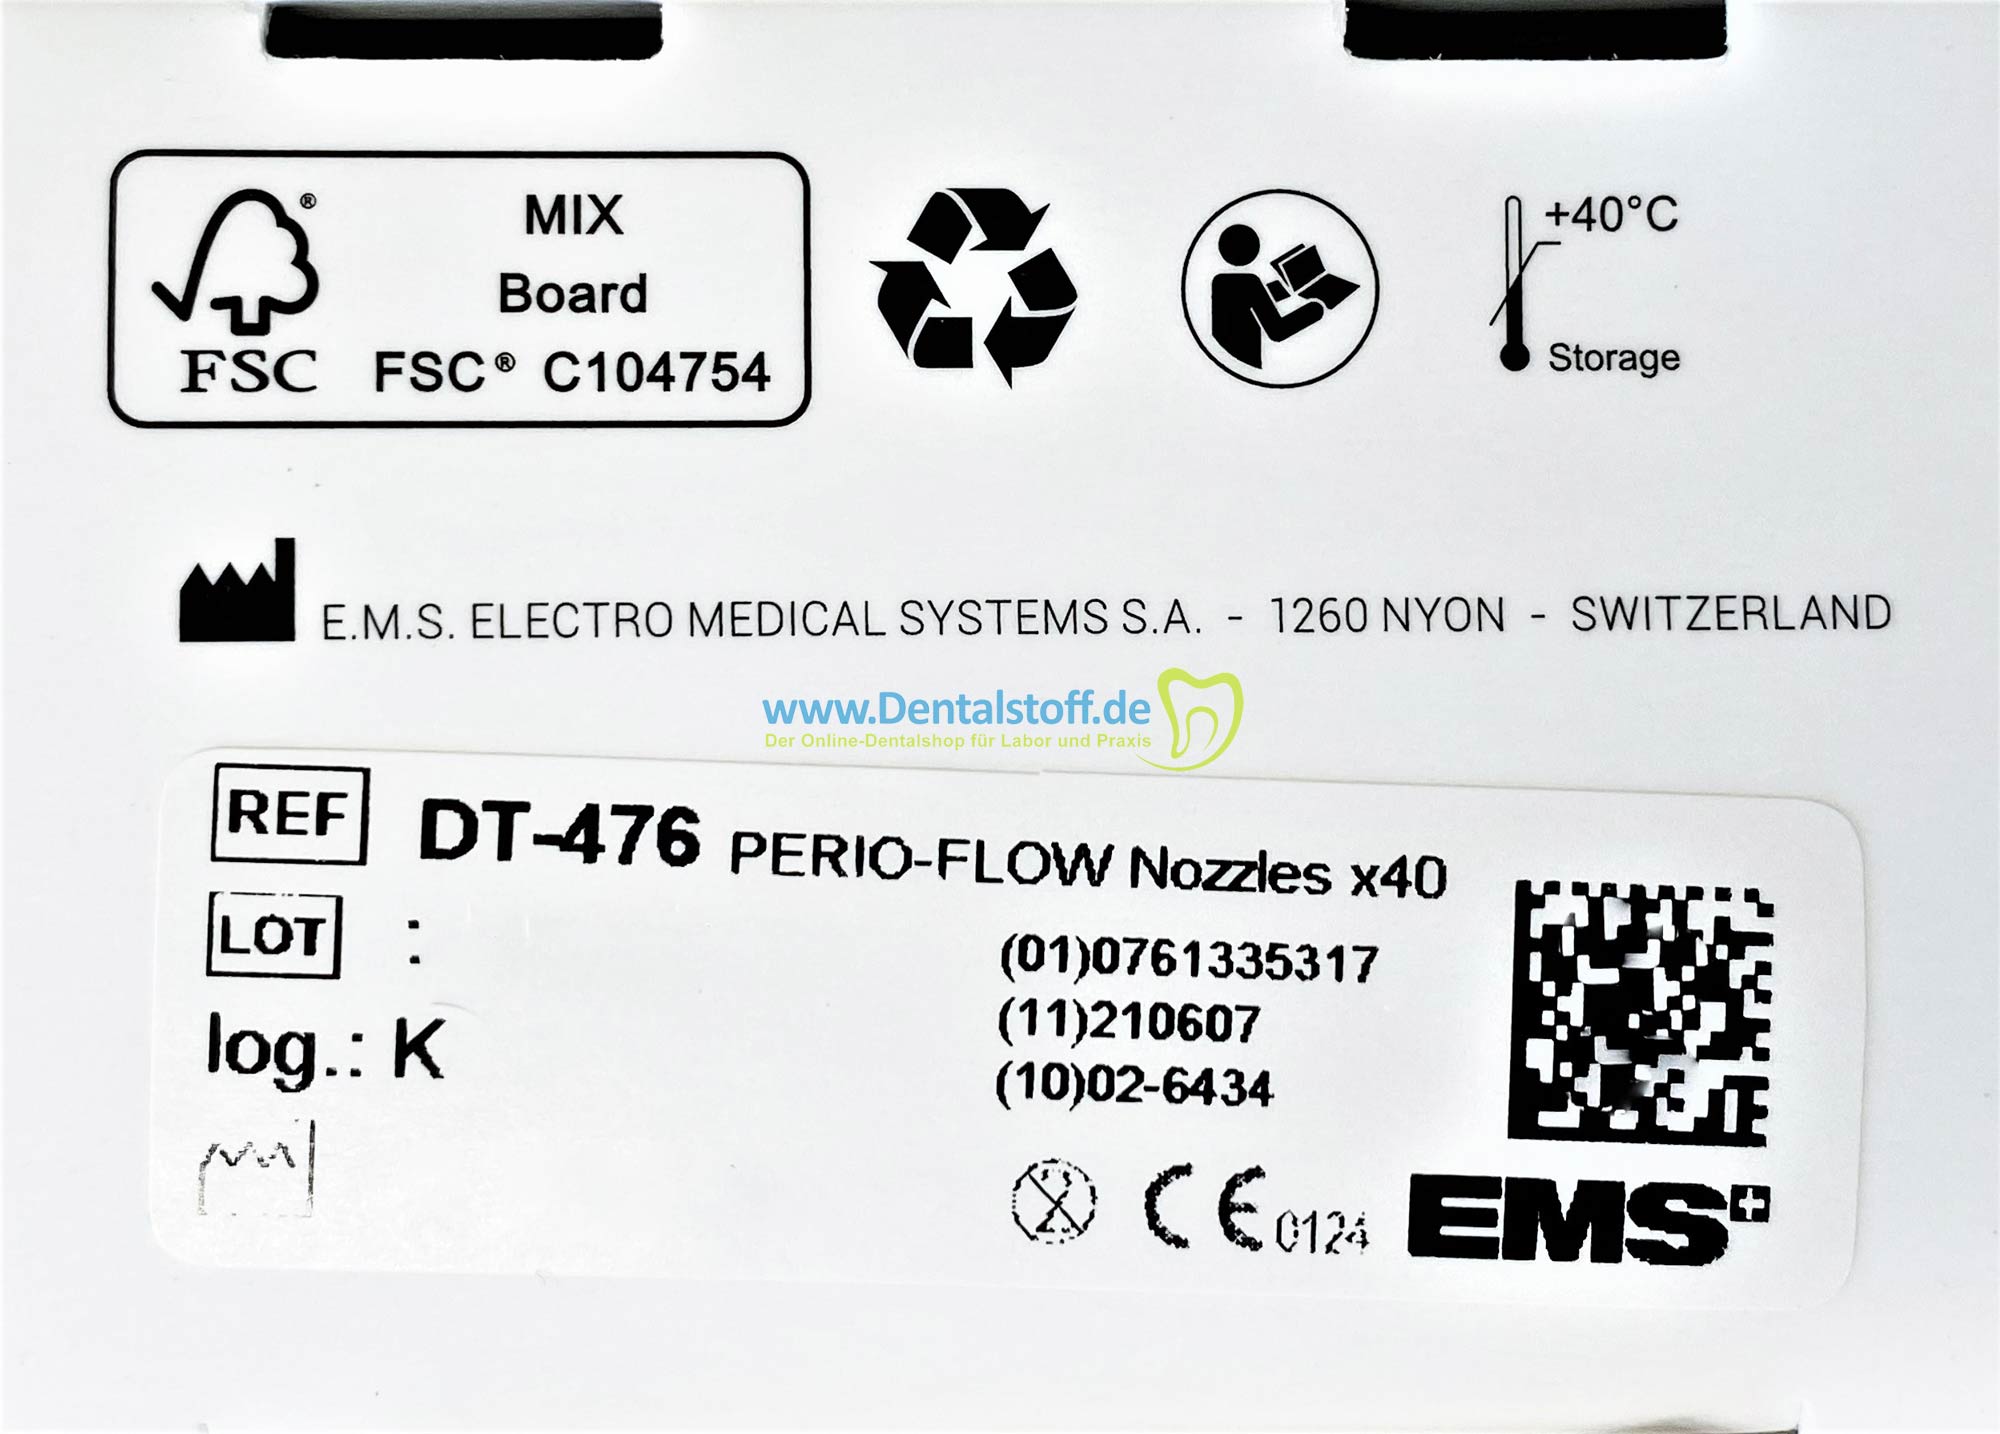 MIX
Board
FSC® C104754
FSC
®
+40°C
Storage
E.M.S. ELECTRO MEDICAL SYSTEMS S.A. - 1260 NYON - SWITZERLAND
www.Dentalstoff.de
Der Online-Dentalshop für Labor und Praxis
REF DT-476 PERIO-FLOW Nozzles x40
LOT :
(01)0761335317
log.: K
(11)210607
(10)02-6434
2
CE 0124
EMS+